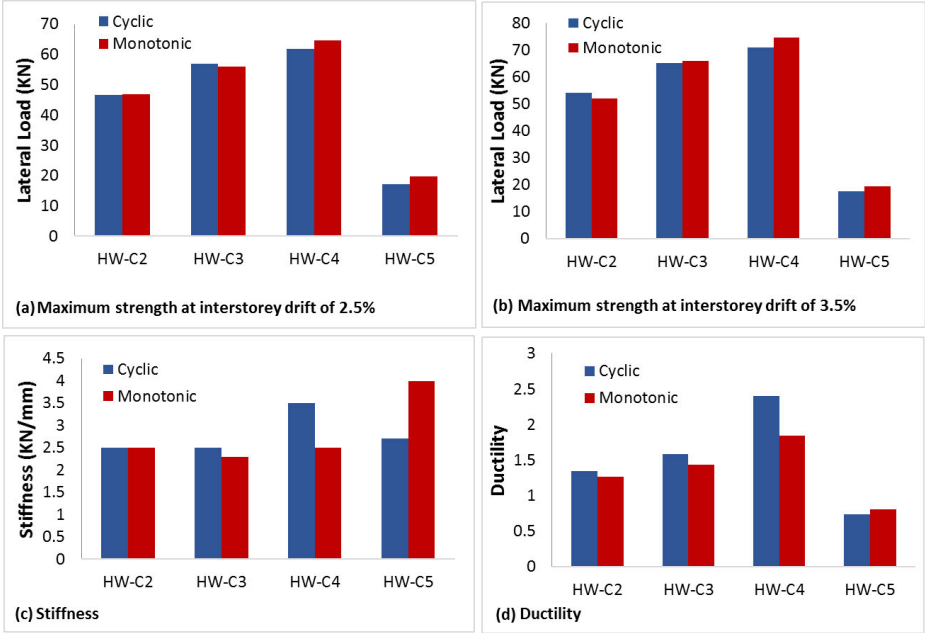 70
60
50
40
30
20
10
0
Lateral Load (KN)
Cyclic
Monotonic
HW-C2 HW-C3 HW-C4 HW-C5
(a) Maximum strength at interstorey drift of 2.5%
80
70
60
50
40
30
20
10
0
Lateral Load (KN)
Cyclic
Monotonic
HW-C2 HW-C3 HW-C4 HW-C5
(b) Maximum strength at interstorey drift of 3.5%
4.5
4
3.5
3
2.5
2
1.5
1
0.5
0
Stiffness (KN/mm)
Cyclic
Monotonic
HW-C2 HW-C3 HW-C4 HW-C5
(c) Stiffness
3
2.5
2
1.5
1
0.5
0
Ductility
Cyclic
Monotonic
HW-C2 HW-C3 HW-C4 HW-C5
(d) Ductility